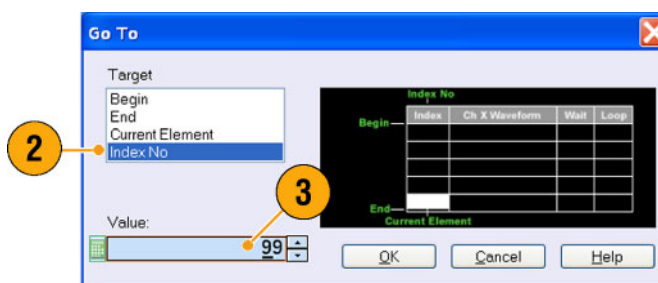 Go To
Target
Begin
End
Current Element
Index No
2
Value:
3
99
Index No
Begin
Index Ch X Waveform Wait Loop
End
Current Element
OK Cancel Help